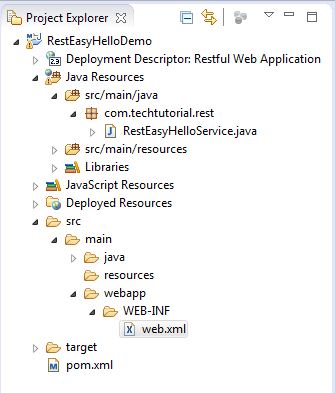 Project Explorer
RestEasyHelloDemo
Deployment Descriptor: Restful Web Application
Java Resources
src/main/java
com.techtutorial.rest
RestEasyHelloService.java
src/main/resources
Libraries
JavaScript Resources
Deployed Resources
src
main
java
resources
webapp
WEB-INF
web.xml
target
pom.xml